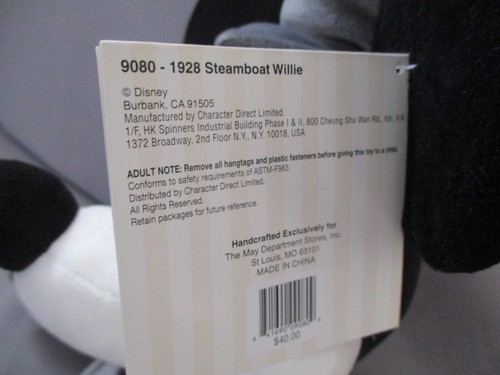 9080 - 1928 Steamboat Willie
© Disney
Burbank, CA 91505
Manufactured by Character Direct Limited.
1/F, HK Spinners Industrial Building Phase I & II, 800 Cheung Sha Wan Rd., Kln, H.K.
1372 Broadway, 2nd Floor N.Y., N.Y. 10018, USA
ADULT NOTE: Remove all hangtags and plastic fasteners before giving this toy to a child.
Conforms to safety requirements of ASTM-F963.
Distributed by Character Direct Limited.
All Rights Reserved.
Retain packages for future reference.
Handcrafted Exclusively for
The May Department Stores, Inc.
St Louis, MO 63101
MADE IN CHINA
$40.00